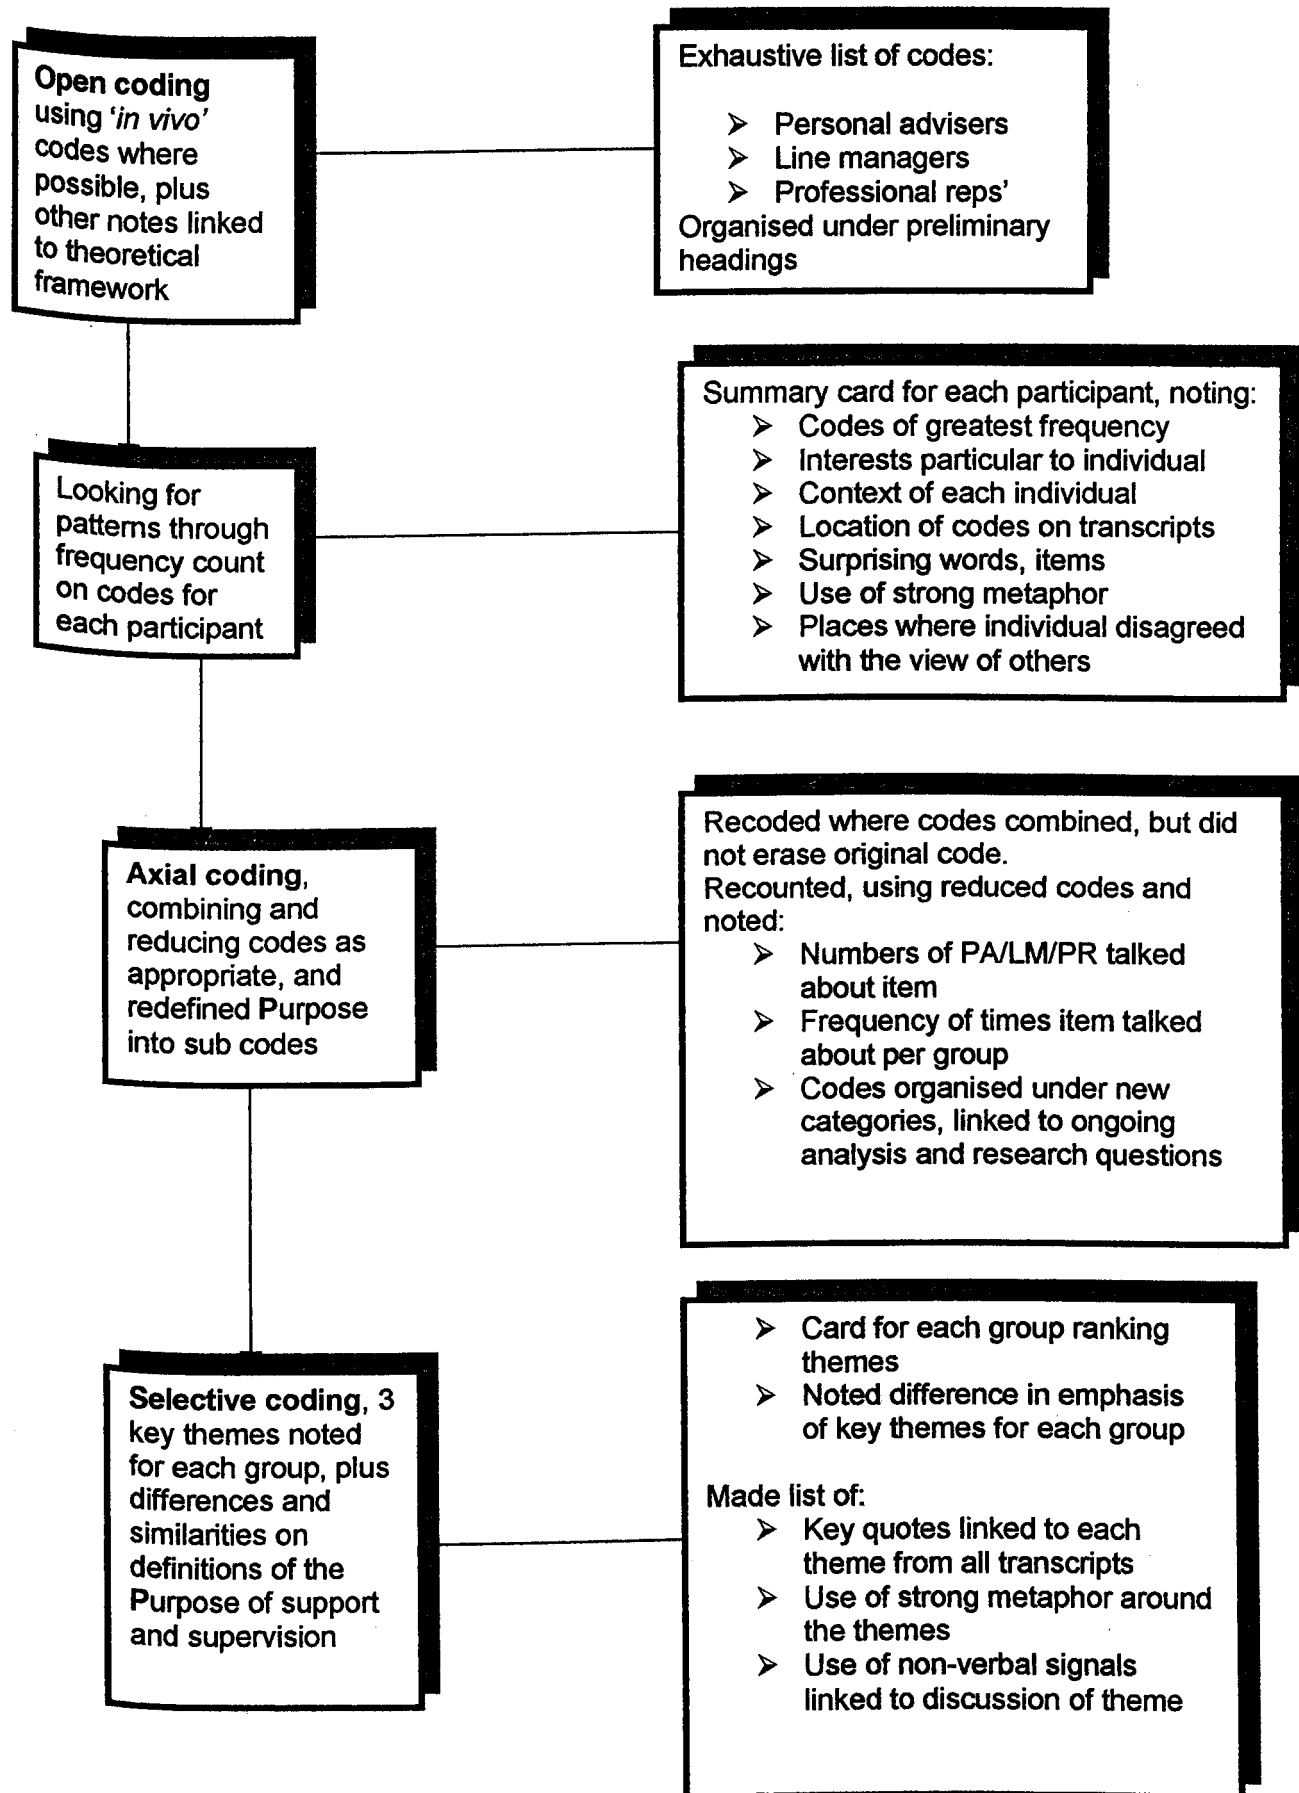 Open coding
using 'in vivo'
codes where
possible, plus
other notes linked
to theoretical
framework
Exhaustive list of codes:
➢ Personal advisers
➢ Line managers
➢ Professional reps'
Organised under preliminary
headings
Looking for
patterns through
frequency count
on codes for
each participant
Summary card for each participant, noting:
➢ Codes of greatest frequency
➢ Interests particular to individual
➢ Context of each individual
➢ Location of codes on transcripts
➢ Surprising words, items
➢ Use of strong metaphor
➢ Places where individual disagreed
with the view of others
Axial coding,
combining and
reducing codes as
appropriate, and
redefined Purpose
into sub codes
Recoded where codes combined, but did
not erase original code.
Recounted, using reduced codes and
noted:
➢ Numbers of PA/LM/PR talked
about item
➢ Frequency of times item talked
about per group
➢ Codes organised under new
categories, linked to ongoing
analysis and research questions
Selective coding, 3
key themes noted
for each group, plus
differences and
similarities on
definitions of the
Purpose of support
and supervision
➢ Card for each group ranking
themes
➢ Noted difference in emphasis
of key themes for each group
Made list of:
➢ Key quotes linked to each
theme from all transcripts
➢ Use of strong metaphor around
the themes
➢ Use of non-verbal signals
linked to discussion of theme